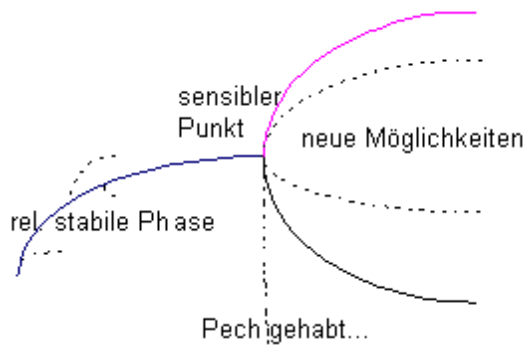 sensibler
Punkt
neue Möglichkeiten
rel. stabile Phase
Pech gehabt...